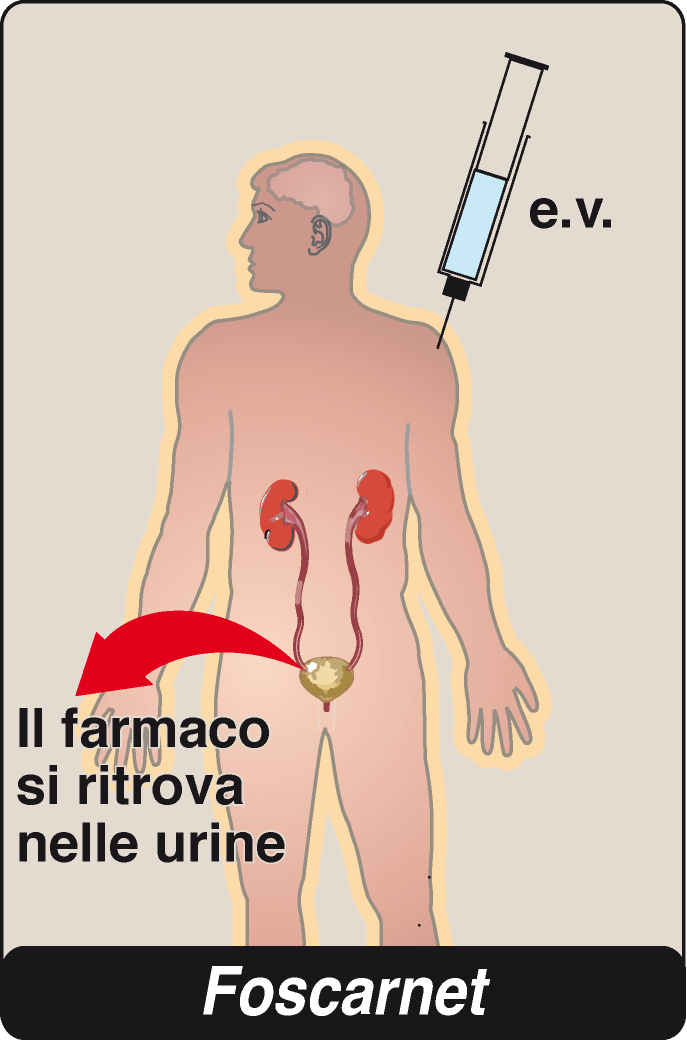 e.v.
Il farmaco
si ritrova
nelle urine
Foscarnet